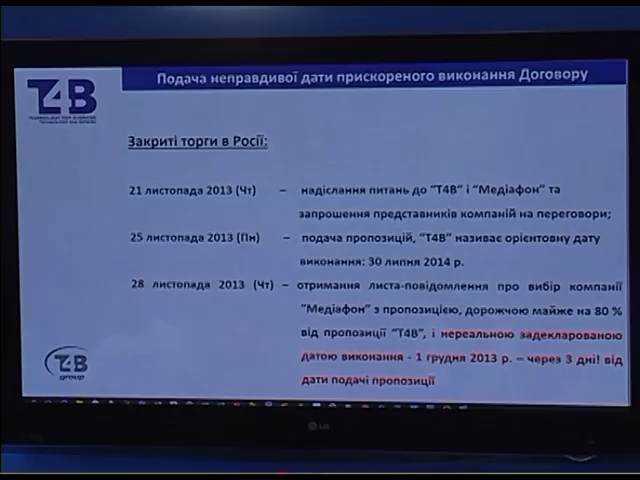 Подача неправдивої дати прискореного виконання Договору
T4B
Закриті торги в Росії:
21 листопада 2013 (Чт) – надіслання питань до "Т4В" і "Медіафон" та
запрошення представників компаній на переговори;
25 листопада 2013 (Пн) – подача пропозицій, "Т4В" називає орієнтовну дату
виконання: 30 липня 2014 р.
28 листопада 2013 (Чт) – отримання листа-повідомлення про вибір компанії
"Медіафон" з пропозицією, дорожчою майже на 80 %
від пропозиції "Т4В", і нереальною задекларованою
датою виконання - 1 грудня 2013 р. – через 3 дні! від
дати подачі пропозиції
T4B
group
LG